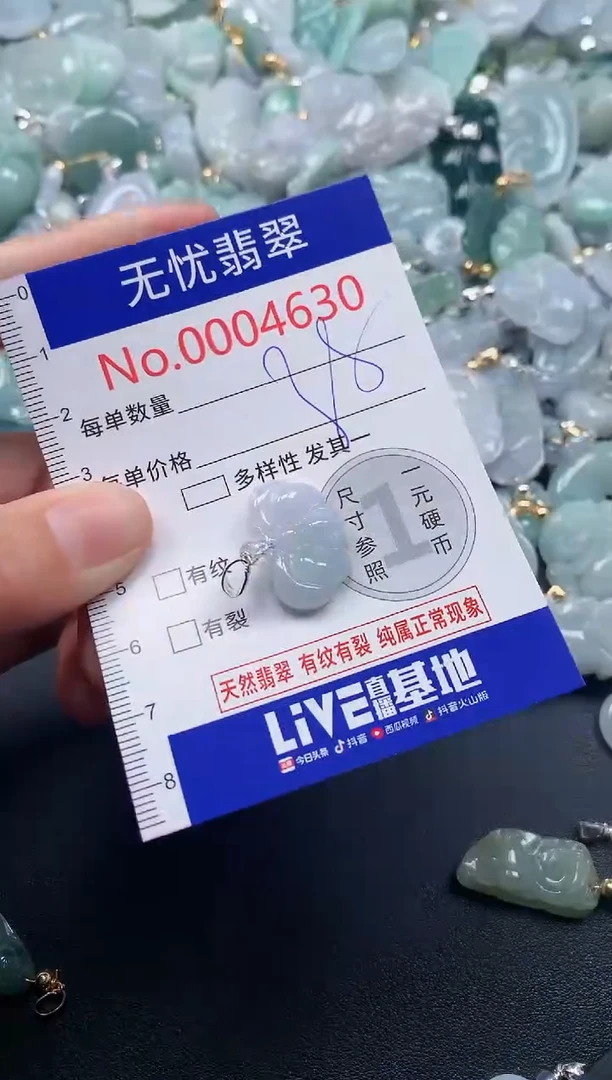 无忧翡翠
No.0004630
每单数量
88
每单价格
多样性 发其一
一元硬币
尺寸参照
1
有纹
有裂
天然翡翠 有纹有裂 纯属正常现象
LiVE直播基地
今日头条 抖音 西瓜视频 抖音火山版
0
1
2
3
5
6
7
8